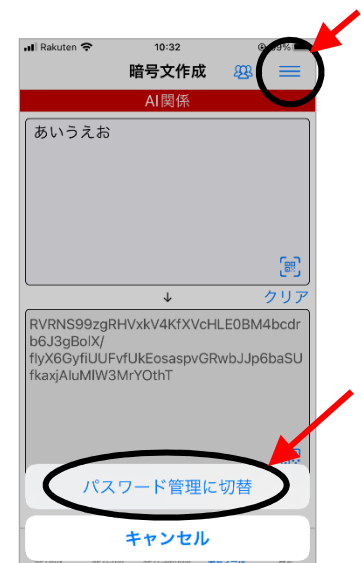 Rakuten 10:32
暗号文作成
AI関係
あいうえお
↓ クリア
RVRNS99zgRHVxkV4KfXVcHLE0BM4bcdr
b6J3gBolX/
flyX6GyfiUUFvfUkEosaspvGRwbJJp6baSU
fkaxjAIuMIW3MrYOthT
パスワード管理に切替
キャンセル